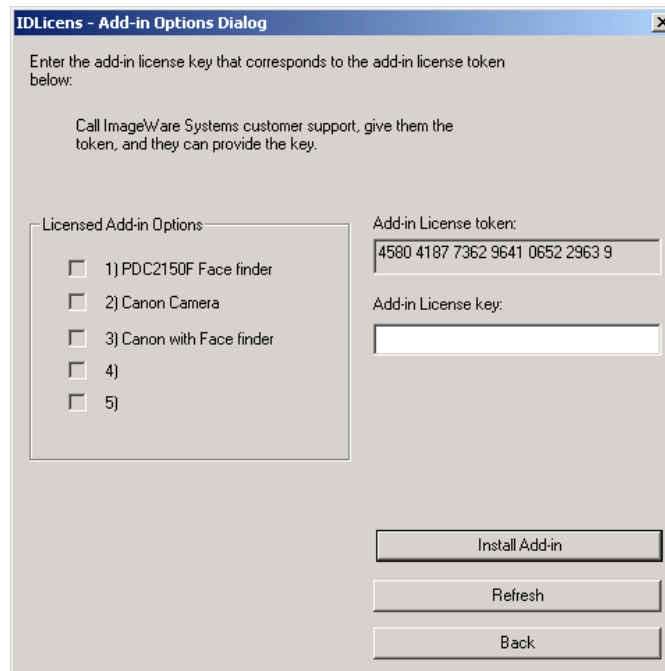 IDLicens - Add-in Options Dialog
Enter the add-in license key that corresponds to the add-in license token
below:
Call ImageWare Systems customer support, give them the
token, and they can provide the key.
Licensed Add-in Options
1) PDC2150F Face finder
2) Canon Camera
3) Canon with Face finder
4)
5)
Add-in License token:
4580 4187 7362 9641 0652 2963 9
Add-in License key:
Install Add-in
Refresh
Back